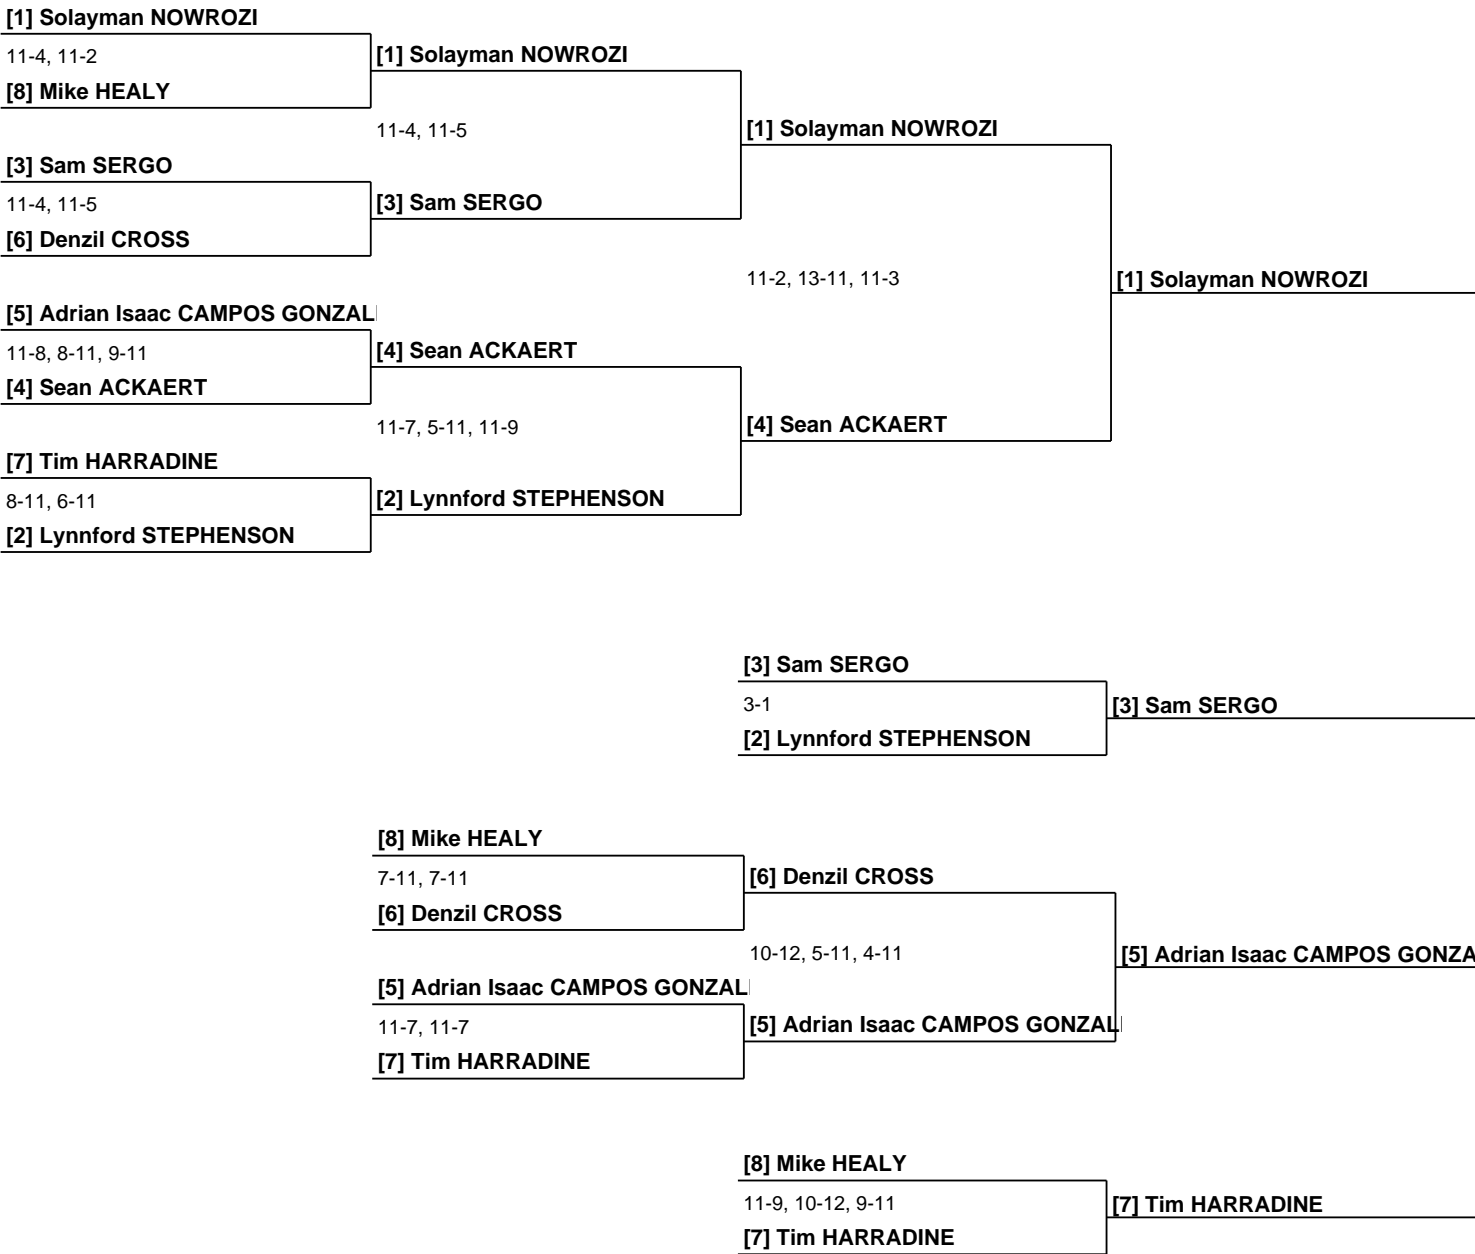 [1] Solayman NOWROZI
11-4, 11-2
[8] Mike HEALY
[1] Solayman NOWROZI
11-4, 11-5
[3] Sam SERGO
11-4, 11-5
[6] Denzil CROSS
[3] Sam SERGO
[1] Solayman NOWROZI
11-2, 13-11, 11-3
[1] Solayman NOWROZI
[5] Adrian Isaac CAMPOS GONZAL
11-8, 8-11, 9-11
[4] Sean ACKAERT
[4] Sean ACKAERT
11-7, 5-11, 11-9
[4] Sean ACKAERT
[7] Tim HARRADINE
8-11, 6-11
[2] Lynnford STEPHENSON
[2] Lynnford STEPHENSON
[3] Sam SERGO
3-1
[2] Lynnford STEPHENSON
[3] Sam SERGO
[8] Mike HEALY
7-11, 7-11
[6] Denzil CROSS
[6] Denzil CROSS
10-12, 5-11, 4-11
[5] Adrian Isaac CAMPOS GONZA
[5] Adrian Isaac CAMPOS GONZAL
11-7, 11-7
[7] Tim HARRADINE
[5] Adrian Isaac CAMPOS GONZAL
[8] Mike HEALY
11-9, 10-12, 9-11
[7] Tim HARRADINE
[7] Tim HARRADINE